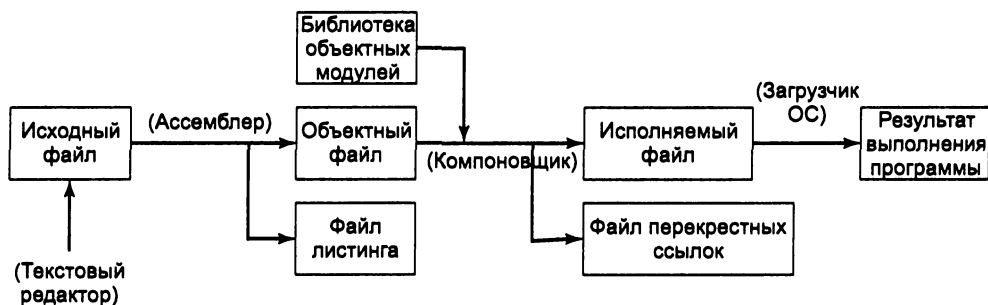 Библиотека
объектных
модулей
Исходный
файл
(Ассемблер)
Объектный
файл
(Компоновщик)
Исполняемый
файл
(Загрузчик
ОС)
Результат
выполнения
программы
Файл
листинга
Файл перекрестных
ссылок
(Текстовый
редактор)